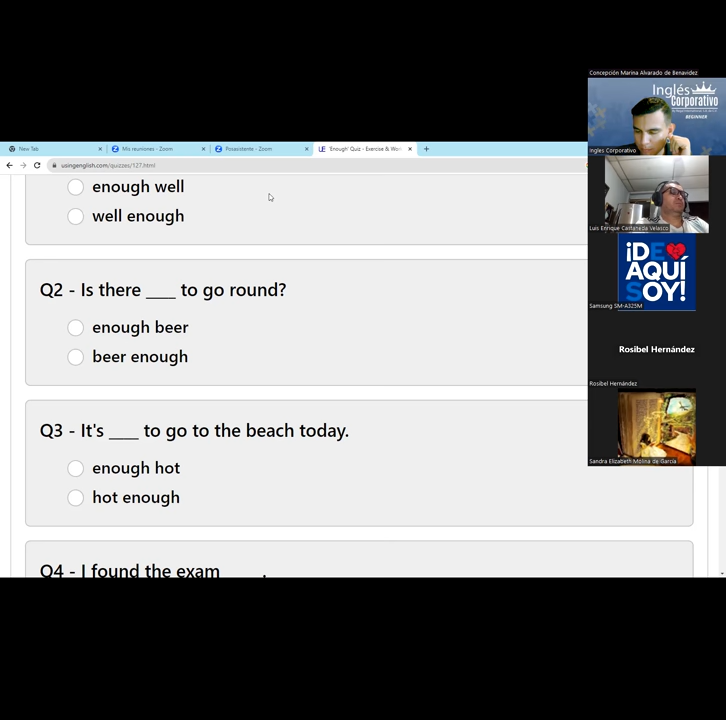 Concepción Marina Alvarado de Benavidez
Inglés
Corporativo
BEGINNER
Ingles Corporativo
New Tab
Mis reuniones - Zoom
Posasistente - Zoom
'Enough' Quiz - Exercise & Wor
usingenglish.com/quizzes/127.html
enough well
well enough
Luis Enrique Castaneda Velasco
Q2 - Is there ____ to go round?
enough beer
beer enough
¡DE
AQUÍ
SOY!
Samsung SM-A325M
Rosibel Hernández
Rosibel Hernández
Q3 - It's ____ to go to the beach today.
enough hot
hot enough
Sandra Elizabeth Molina de Garcia
Q4 - I found the exam ____.